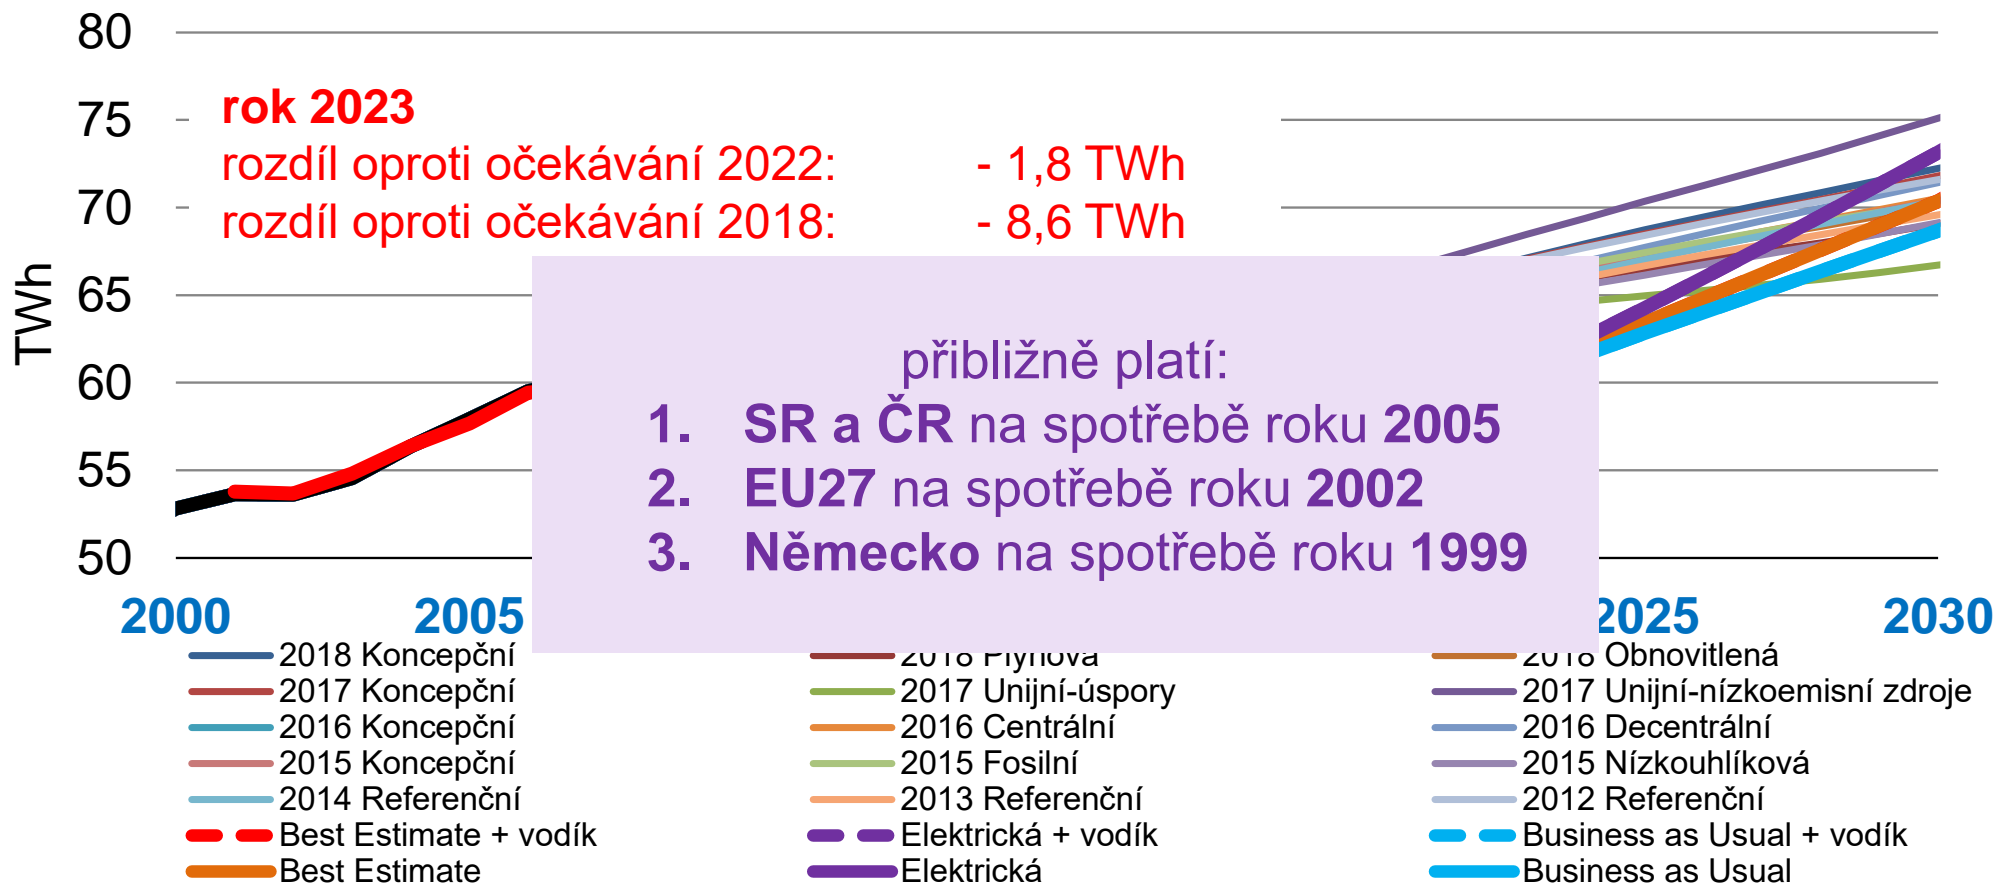 80
75
70
65
60
55
50
TWh
rok 2023
rozdíl oproti očekávání 2022: - 1,8 TWh
rozdíl oproti očekávání 2018: - 8,6 TWh
přibližně platí:
1. SR a ČR na spotřebě roku 2005
2. EU27 na spotřebě roku 2002
3. Německo na spotřebě roku 1999
2000 2005 2025 2030
2018 Koncepční 2018 Plynová 2018 Obnovitlená
2017 Koncepční 2017 Unijní-úspory 2017 Unijní-nízkoemisní zdroje
2016 Koncepční 2016 Centrální 2016 Decentrální
2015 Koncepční 2015 Fosilní 2015 Nízkouhlíková
2014 Referenční 2013 Referenční 2012 Referenční
Best Estimate + vodík Elektrická + vodík Business as Usual + vodík
Best Estimate Elektrická Business as Usual